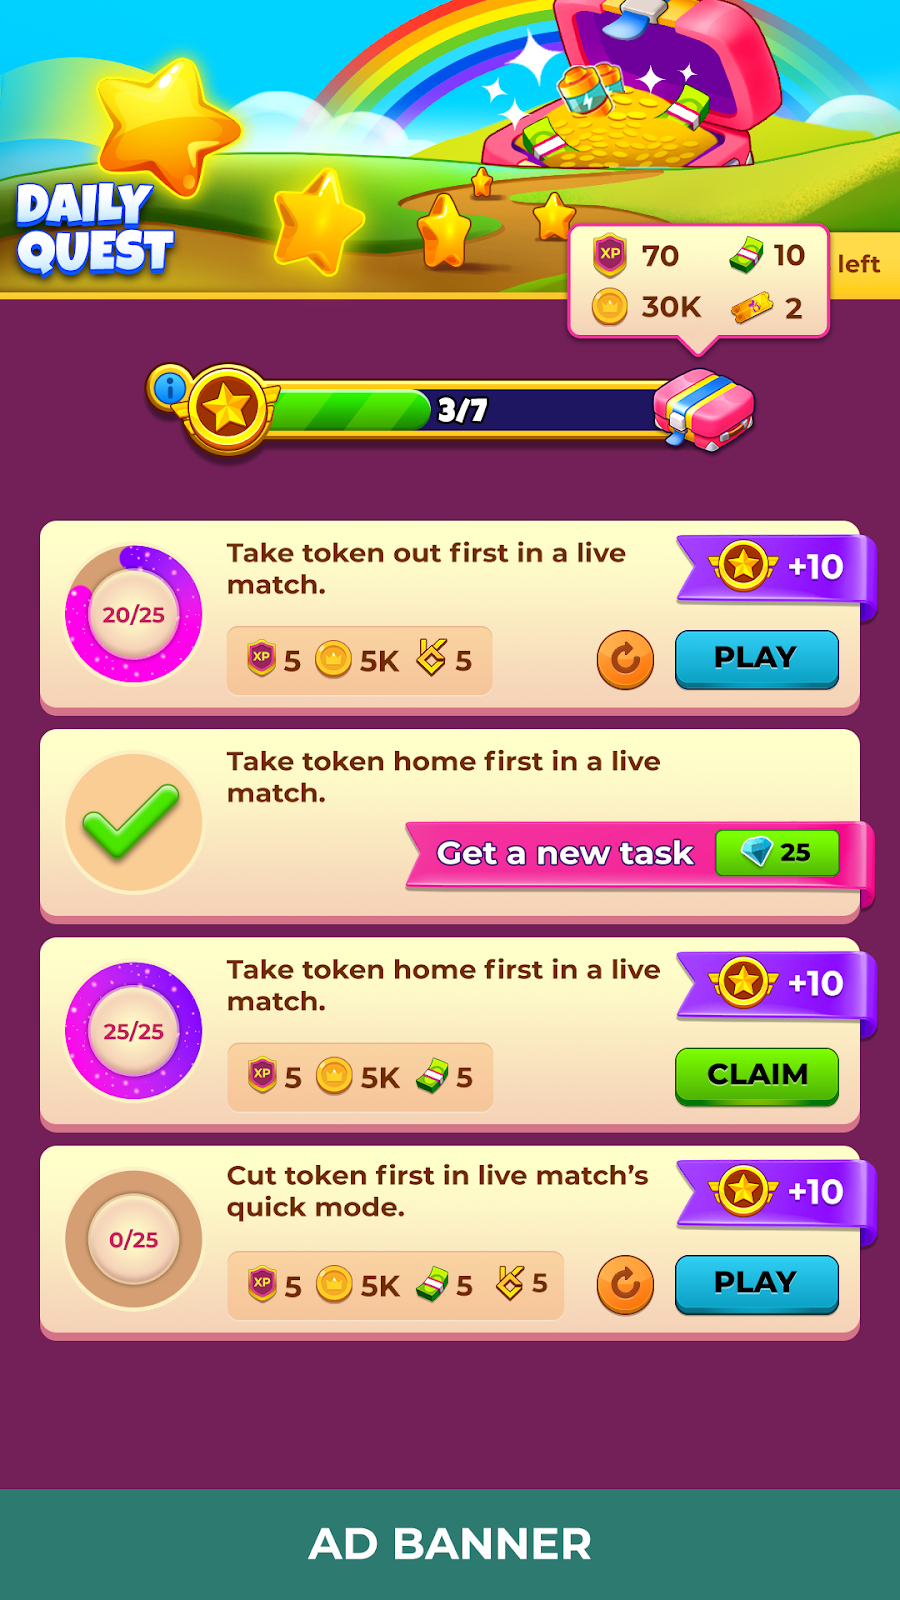 DAILY
QUEST
XP 70 10
left
30K 2
i
3/7
Take token out first in a live
match.
+10
20/25
XP 5 5K 5
PLAY
Take token home first in a live
match.
Get a new task 25
Take token home first in a live
match.
+10
25/25
XP 5 5K 5
CLAIM
Cut token first in live match’s
quick mode.
+10
0/25
XP 5 5K 5 5
PLAY
AD BANNER